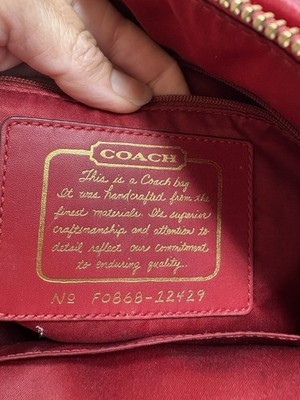 COACH
This is a Coach bag
It was handcrafted from the
finest materials. Its superior
craftsmanship and attention to
detail reflect our commitment
to enduring quality...
No F0868-12429